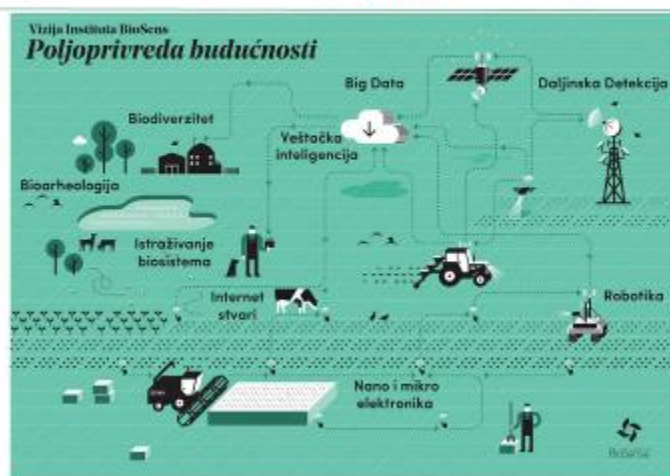 Vizija Instituta BioSens
Poljoprivreda budućnosti
Big Data
Daljinska Detekcija
Biodiverzitet
Veštačka
inteligencija
Bioarheologija
Istraživanje
biosistema
Internet
stvari
Robotika
Nano i mikro
elektronika
BioSense